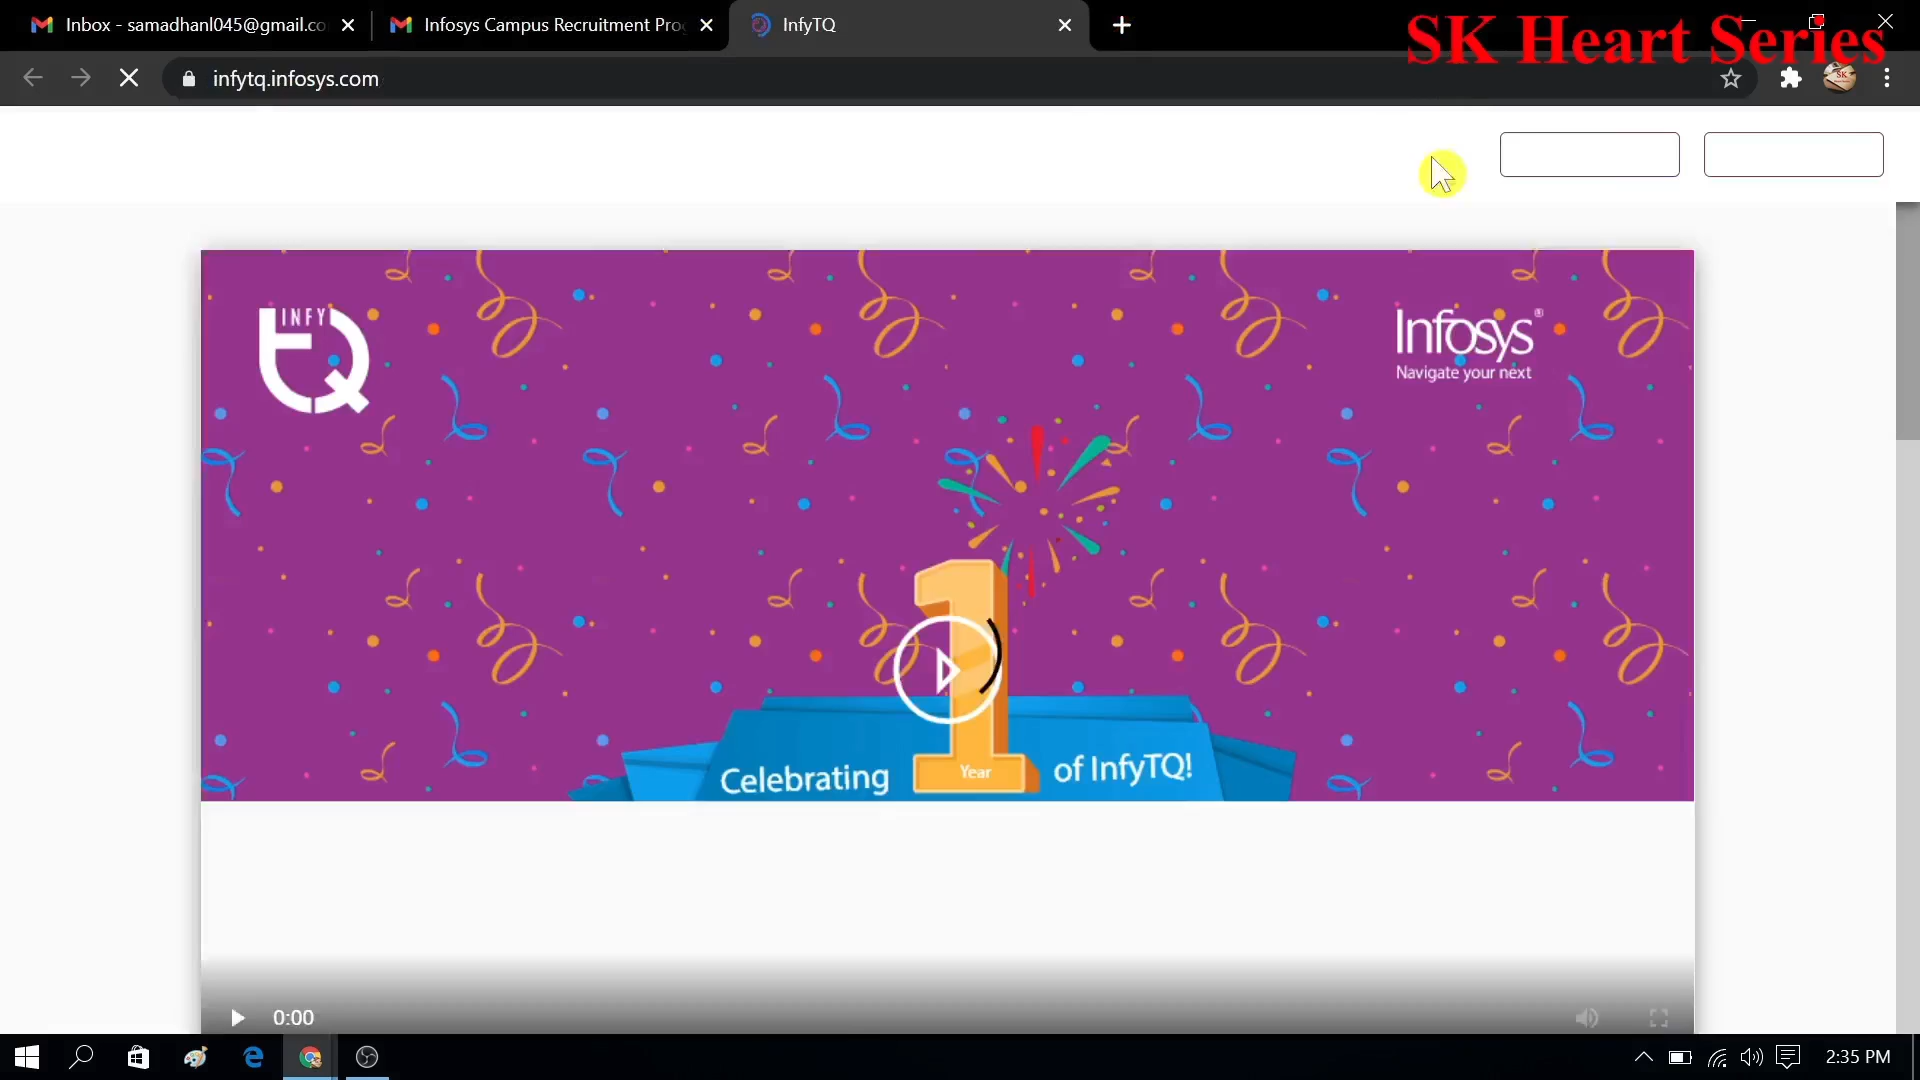 Inbox - samadhanl045@gmail.co
Infosys Campus Recruitment Pro
InfyTQ
SK Heart Series
infytq.infosys.com
SK
INFY
TQ
Infosys®
Navigate your next
1
Celebrating Year of InfyTQ!
0:00
2:35 PM